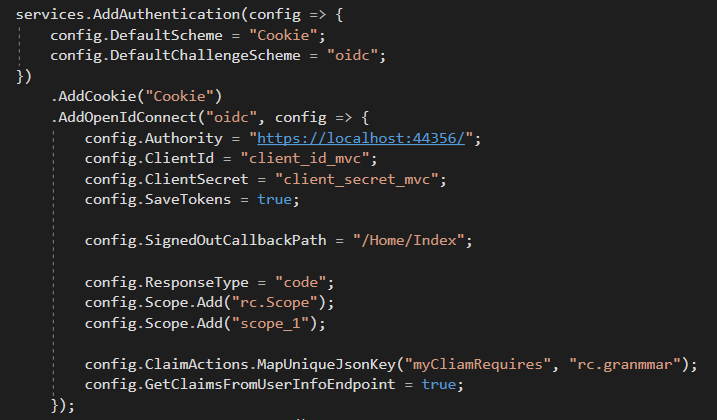 services.AddAuthentication(config => {
config.DefaultScheme = "Cookie";
config.DefaultChallengeScheme = "oidc";
})
.AddCookie("Cookie")
.AddOpenIdConnect("oidc", config => {
config.Authority = "https://localhost:44356/";
config.ClientId = "client_id_mvc";
config.ClientSecret = "client_secret_mvc";
config.SaveTokens = true;
config.SignedOutCallbackPath = "/Home/Index";
config.ResponseType = "code";
config.Scope.Add("rc.Scope");
config.Scope.Add("scope_1");
config.ClaimActions.MapUniqueJsonKey("myCliamRequires", "rc.granmmar");
config.GetClaimsFromUserInfoEndpoint = true;
});